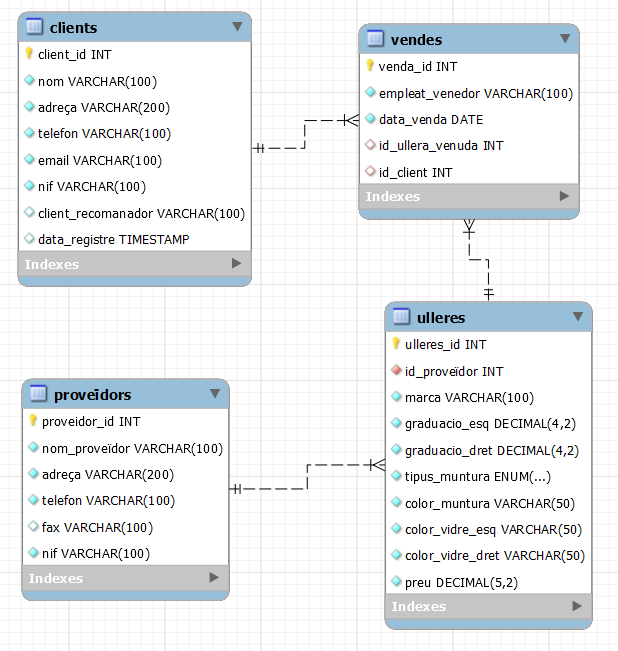 clients
client_id INT
nom VARCHAR(100)
adreça VARCHAR(200)
telefon VARCHAR(100)
email VARCHAR(100)
nif VARCHAR(100)
client_recomanador VARCHAR(100)
data_registre TIMESTAMP
Indexes
vendes
venda_id INT
empleat_venedor VARCHAR(100)
data_venda DATE
id_ullera_venuda INT
id_client INT
Indexes
proveïdors
proveidor_id INT
nom_proveïdor VARCHAR(100)
adreça VARCHAR(200)
telefon VARCHAR(100)
fax VARCHAR(100)
nif VARCHAR(100)
Indexes
ulleres
ulleres_id INT
id_proveïdor INT
marca VARCHAR(100)
graduacio_esq DECIMAL(4,2)
graduacio_dret DECIMAL(4,2)
tipus_muntura ENUM(...)
color_muntura VARCHAR(50)
color_vidre_esq VARCHAR(50)
color_vidre_dret VARCHAR(50)
preu DECIMAL(5,2)
Indexes